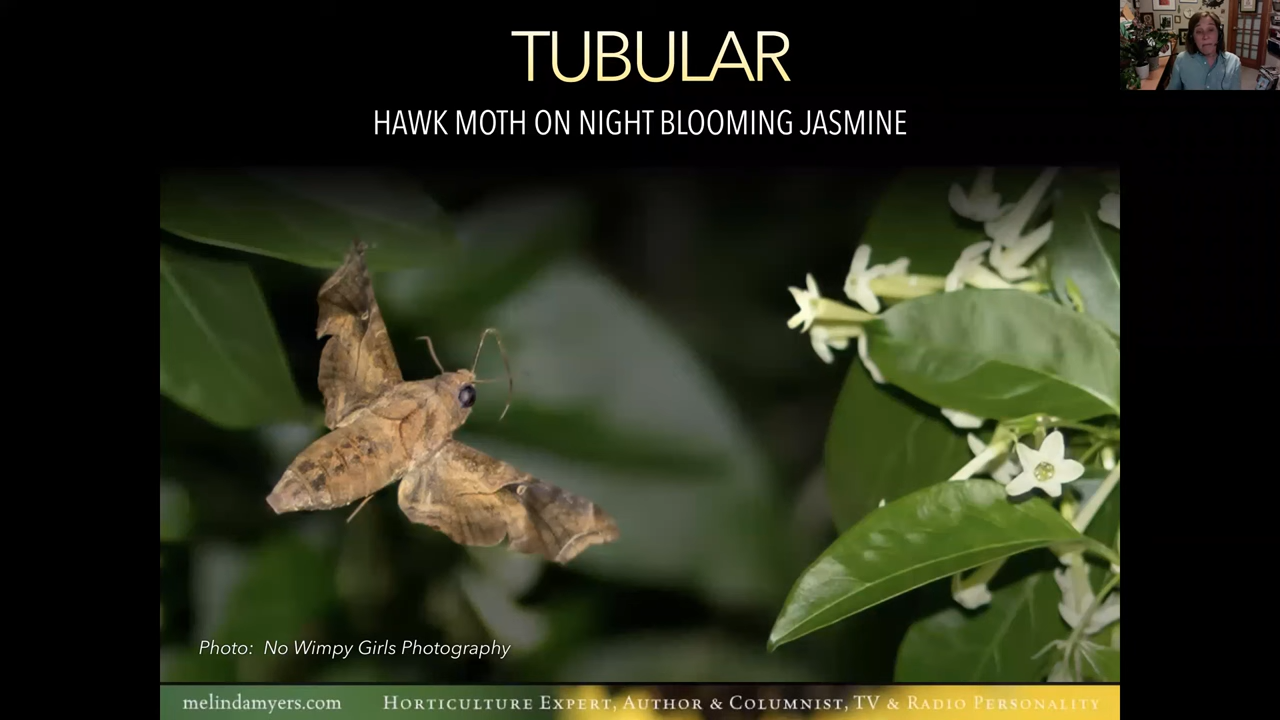 TUBULAR
HAWK MOTH ON NIGHT BLOOMING JASMINE
Photo: No Wimpy Girls Photography
melindamyers.com HORTICULTURE EXPERT, AUTHOR & COLUMNIST, TV & RADIO PERSONALITY